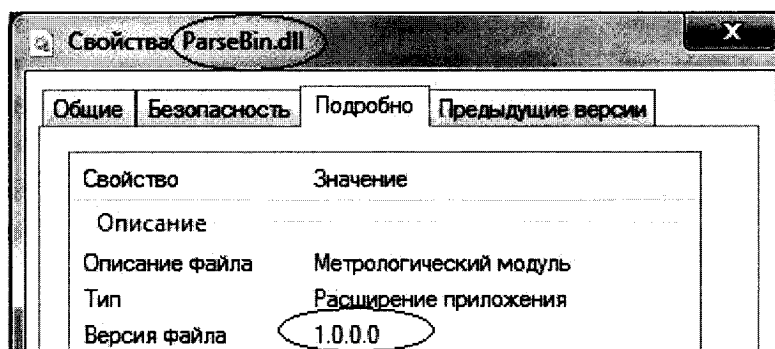 Свойства: ParseBin.dll
Общие Безопасность Подробно Предыдущие версии
Свойство Значение
Описание
Описание файла Метрологический модуль
Тип Расширение приложения
Версия файла 1.0.0.0